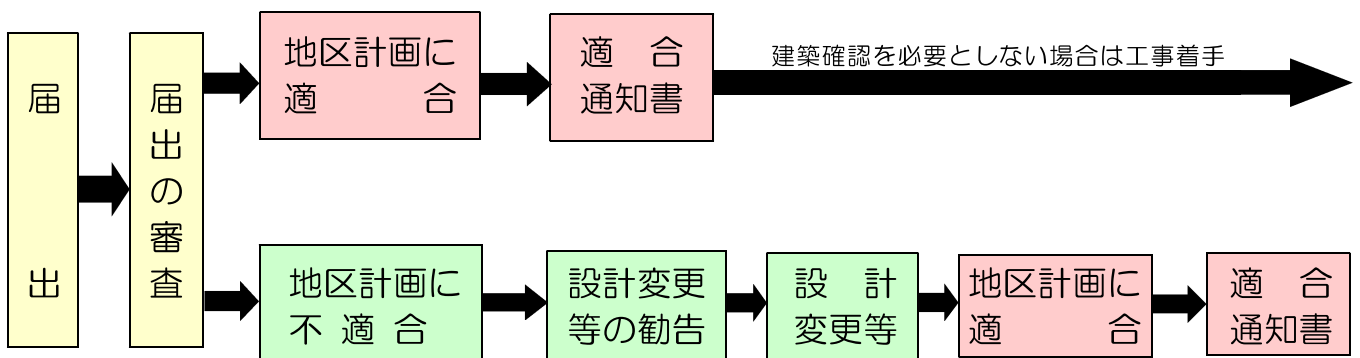 届出
届出の審査
地区計画に
適合
適合
通知書
建築確認を必要としない場合は工事着手
地区計画に
不適合
設計変更
等の勧告
設計
変更等
地区計画に
適合
適合
通知書